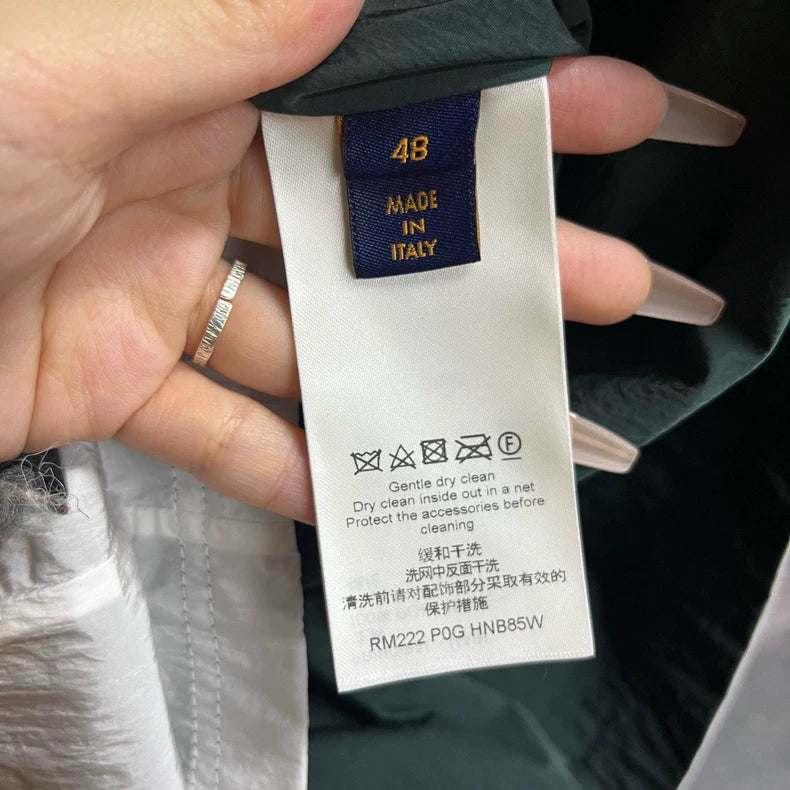 48
MADE
IN
ITALY
F
Gentle dry clean
Dry clean inside out in a net
Protect the accessories before
cleaning
缓和干洗
洗网中反面干洗
清洗前请对配饰部分采取有效的
保护措施
RM222 P0G HNB85W